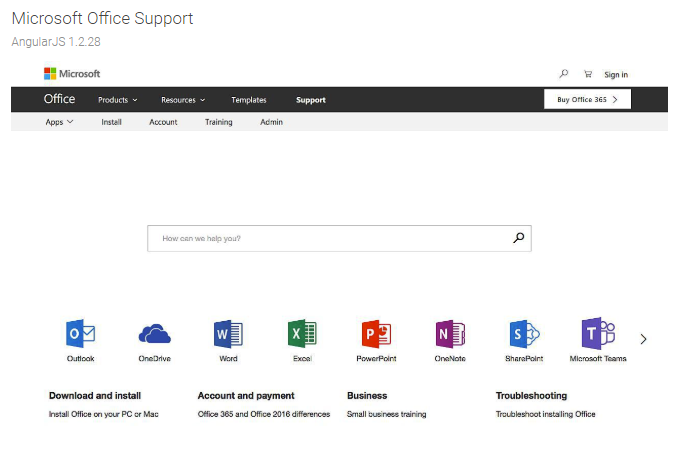 Microsoft Office Support
AngularJS 1.2.28
Microsoft Sign in
Office Products Resources Templates Support Buy Office 365
Apps Install Account Training Admin
How can we help you?
O W X P N S T
Outlook OneDrive Word Excel PowerPoint OneNote SharePoint Microsoft Teams
Download and install Account and payment Business Troubleshooting
Install Office on your PC or Mac Office 365 and Office 2016 differences Small business training Troubleshoot installing Office